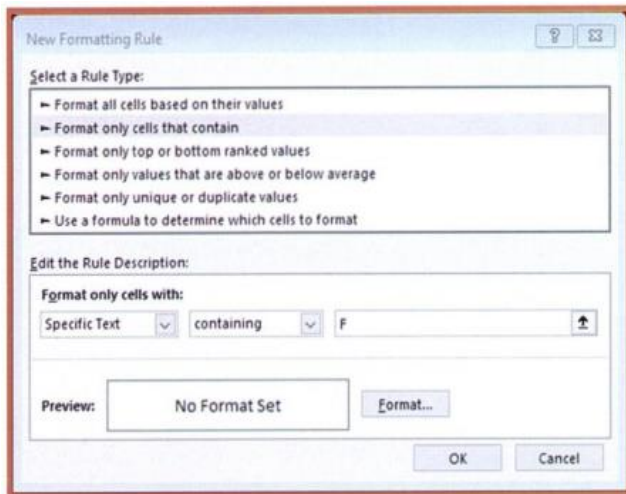 New Formatting Rule
Select a Rule Type:
► Format all cells based on their values
► Format only cells that contain
► Format only top or bottom ranked values
► Format only values that are above or below average
► Format only unique or duplicate values
► Use a formula to determine which cells to format
Edit the Rule Description:
Format only cells with:
Specific Text containing F
Preview: No Format Set Format...
OK Cancel